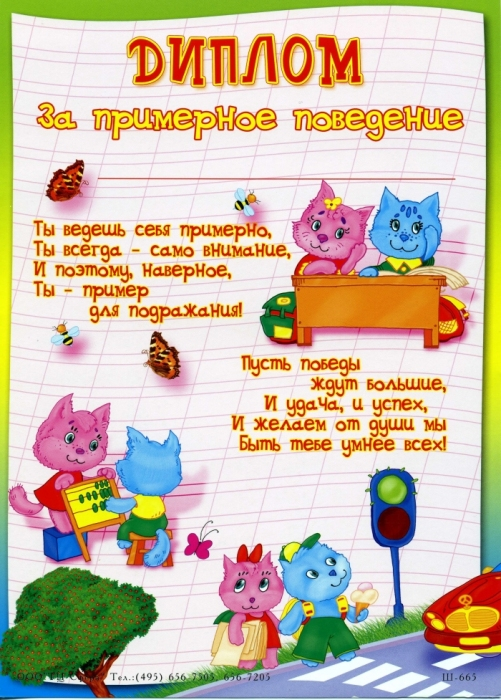 Диплом
За примерное поведение
Ты ведешь себя примерно,
Ты всегда - само внимание,
И поэтому, наверное,
Ты - пример
для подражания!
Пусть победы
ждут большие,
И удача, и успех,
И желаем от души мы
Быть тебе умнее всех!
ООО ТЦ Тел.:(495) 656-7505, 656-7205
Ш-665